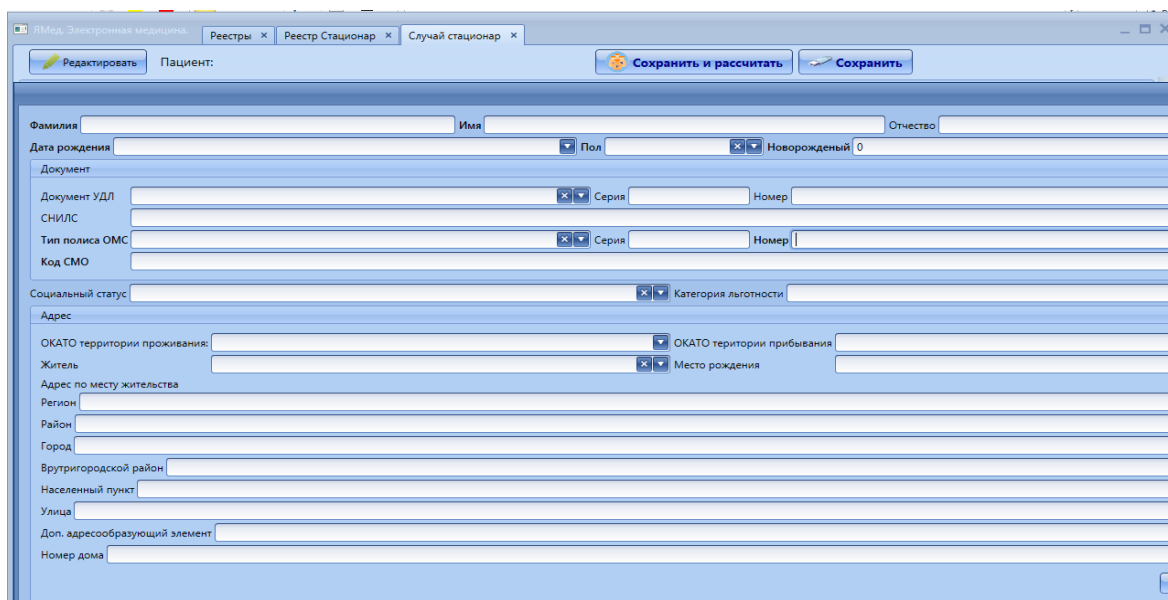 ЯМед. Электронная медицина. Реестры × Реестр Стационар × Случай стационар ×
Редактировать Пациент: Сохранить и рассчитать Сохранить
Фамилия Имя Отчество
Дата рождения Пол Новорожденый 0
Документ
Документ УДЛ Серия Номер
СНИЛС
Тип полиса ОМС Серия Номер
Код СМО
Социальный статус Категория льготности
Адрес
ОКАТО территории проживания: ОКАТО територии прибывания
Житель Место рождения
Адрес по месту жительства
Регион
Район
Город
Врутригородской район
Населенный пункт
Улица
Доп. адресообразующий элемент
Номер дома